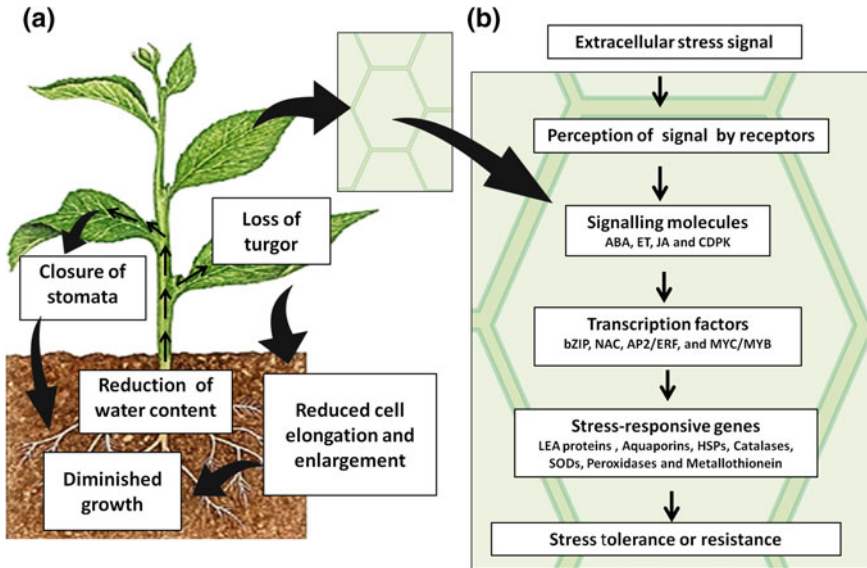 (a)
Loss of
turgor
Closure of
stomata
Reduction of
water content
Reduced cell
elongation and
enlargement
Diminished
growth
(b)
Extracellular stress signal
Perception of signal by receptors
Signalling molecules
ABA, ET, JA and CDPK
Transcription factors
bZIP, NAC, AP2/ERF, and MYC/MYB
Stress-responsive genes
LEA proteins , Aquaporins, HSPs, Catalases,
SODs, Peroxidases and Metallothionein
Stress tolerance or resistance